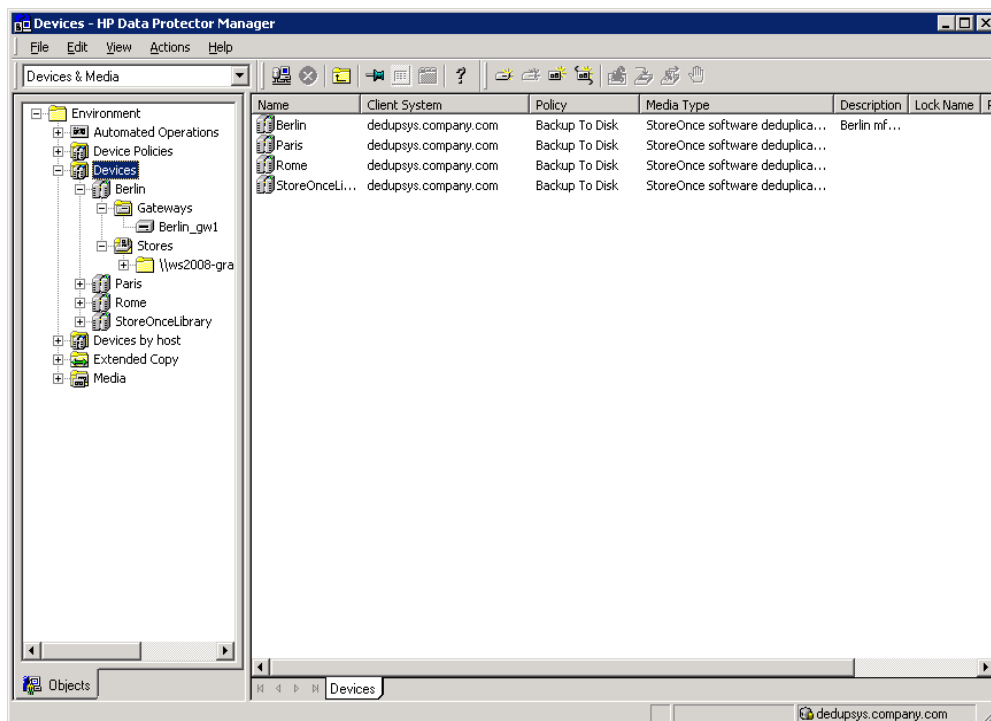 Devices - HP Data Protector Manager
File Edit View Actions Help
Devices & Media
Environment
Automated Operations
Device Policies
Devices
Berlin
Gateways
Berlin_gw1
Stores
\\ws2008-gra
Paris
Rome
StoreOnceLibrary
Devices by host
Extended Copy
Media
Objects
Name Client System Policy Media Type Description Lock Name
Berlin dedupsys.company.com Backup To Disk StoreOnce software deduplica... Berlin mf...
Paris dedupsys.company.com Backup To Disk StoreOnce software deduplica...
Rome dedupsys.company.com Backup To Disk StoreOnce software deduplica...
StoreOnceLi... dedupsys.company.com Backup To Disk StoreOnce software deduplica...
Devices
dedupsys.company.com